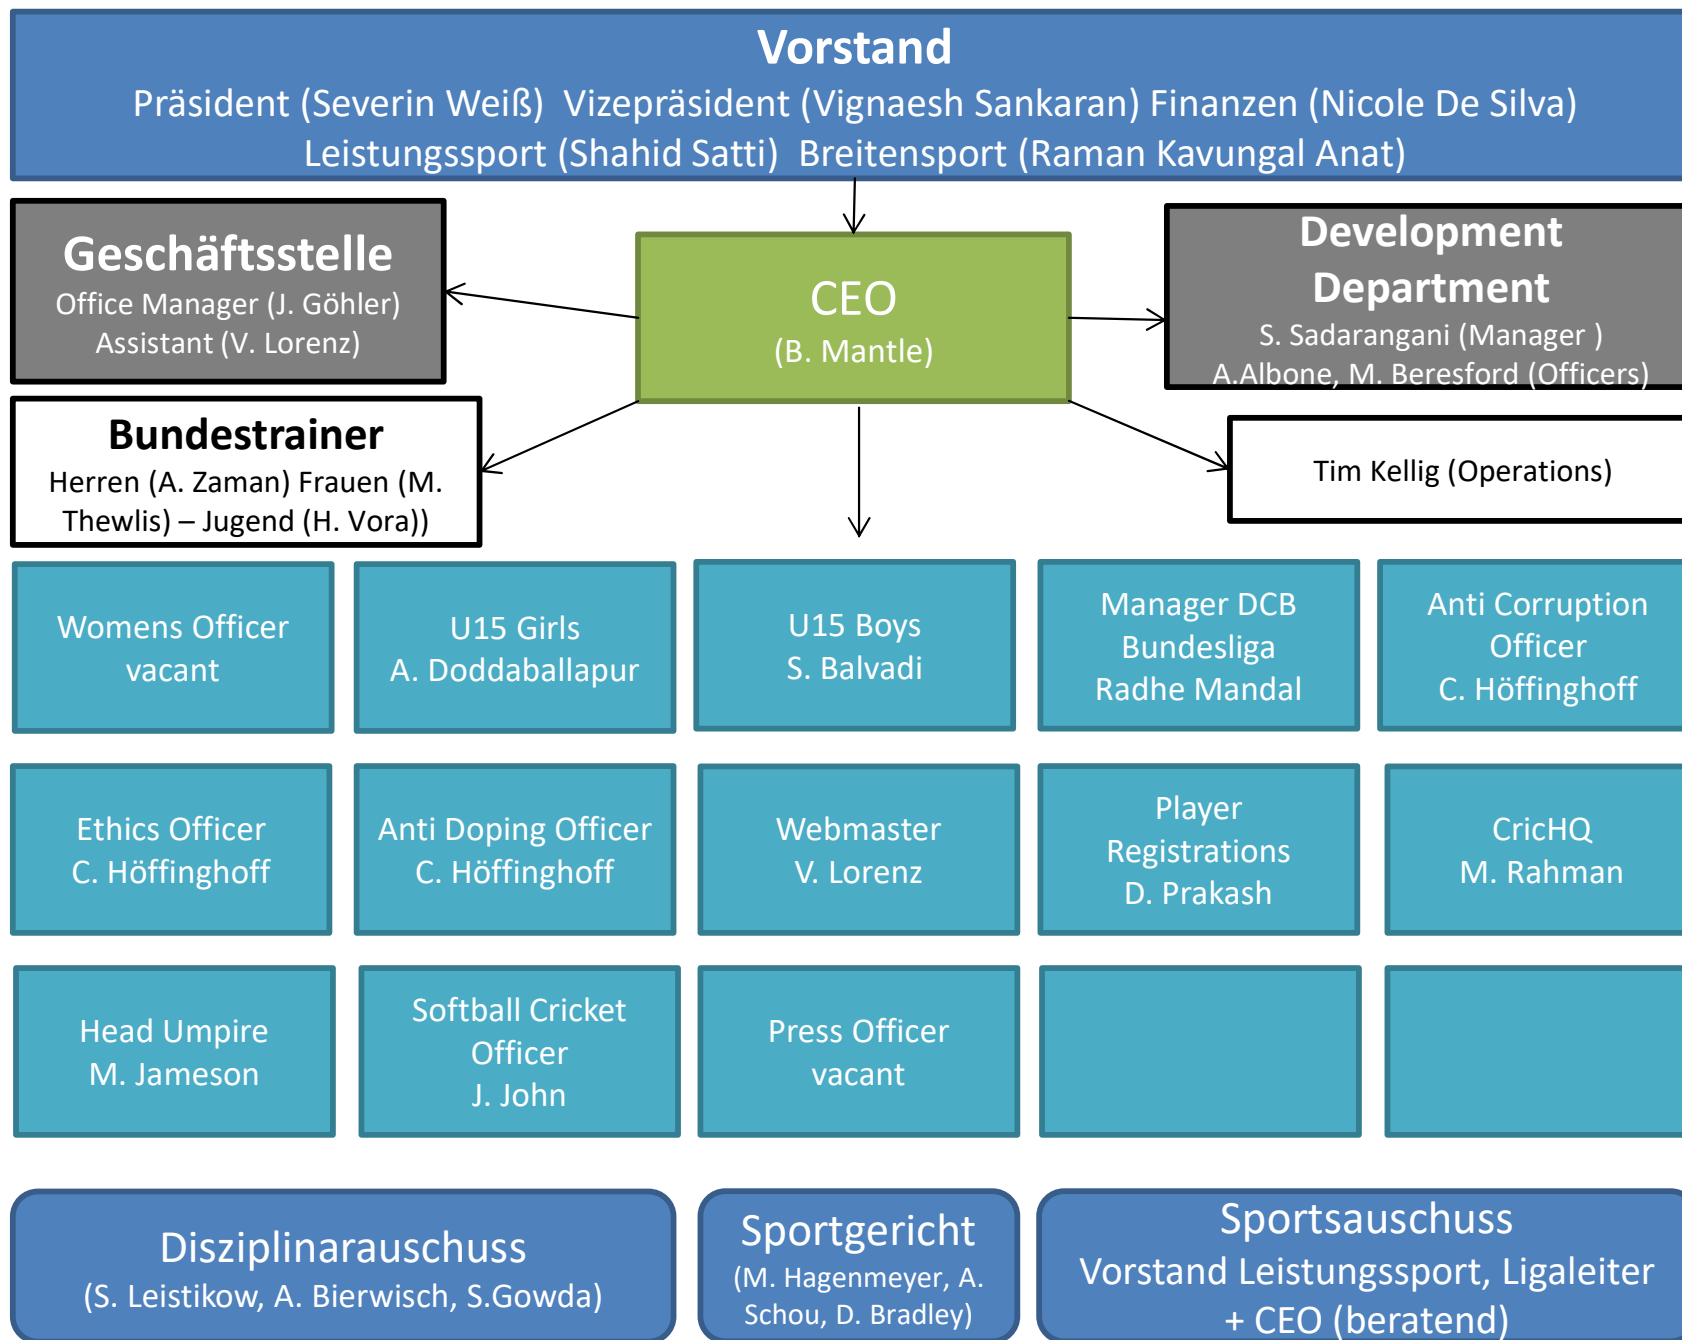 Vorstand
Präsident (Severin Weiß)  Vizepräsident (Vignaesh Sankaran) Finanzen (Nicole De Silva)
Leistungssport (Shahid Satti)  Breitensport (Raman Kavungal Anat)
Geschäftsstelle
Office Manager (J. Göhler)
Assistant (V. Lorenz)
CEO
(B. Mantle)
Development
Department
S. Sadarangani (Manager )
A.Albone, M. Beresford (Officers)
Bundestrainer
Herren (A. Zaman) Frauen (M.
Thewlis) – Jugend (H. Vora))
Tim Kellig (Operations)
Womens Officer
vacant
U15 Girls
A. Doddaballapur
U15 Boys
S. Balvadi
Manager DCB
Bundesliga
Radhe Mandal
Anti Corruption
Officer
C. Höffinghoff
Ethics Officer
C. Höffinghoff
Anti Doping Officer
C. Höffinghoff
Webmaster
V. Lorenz
Player
Registrations
D. Prakash
CricHQ
M. Rahman
Head Umpire
M. Jameson
Softball Cricket
Officer
J. John
Press Officer
vacant
Disziplinarauschuss
(S. Leistikow, A. Bierwisch, S.Gowda)
Sportgericht
(M. Hagenmeyer, A.
Schou, D. Bradley)
Sportsauschuss
Vorstand Leistungssport, Ligaleiter
+ CEO (beratend)